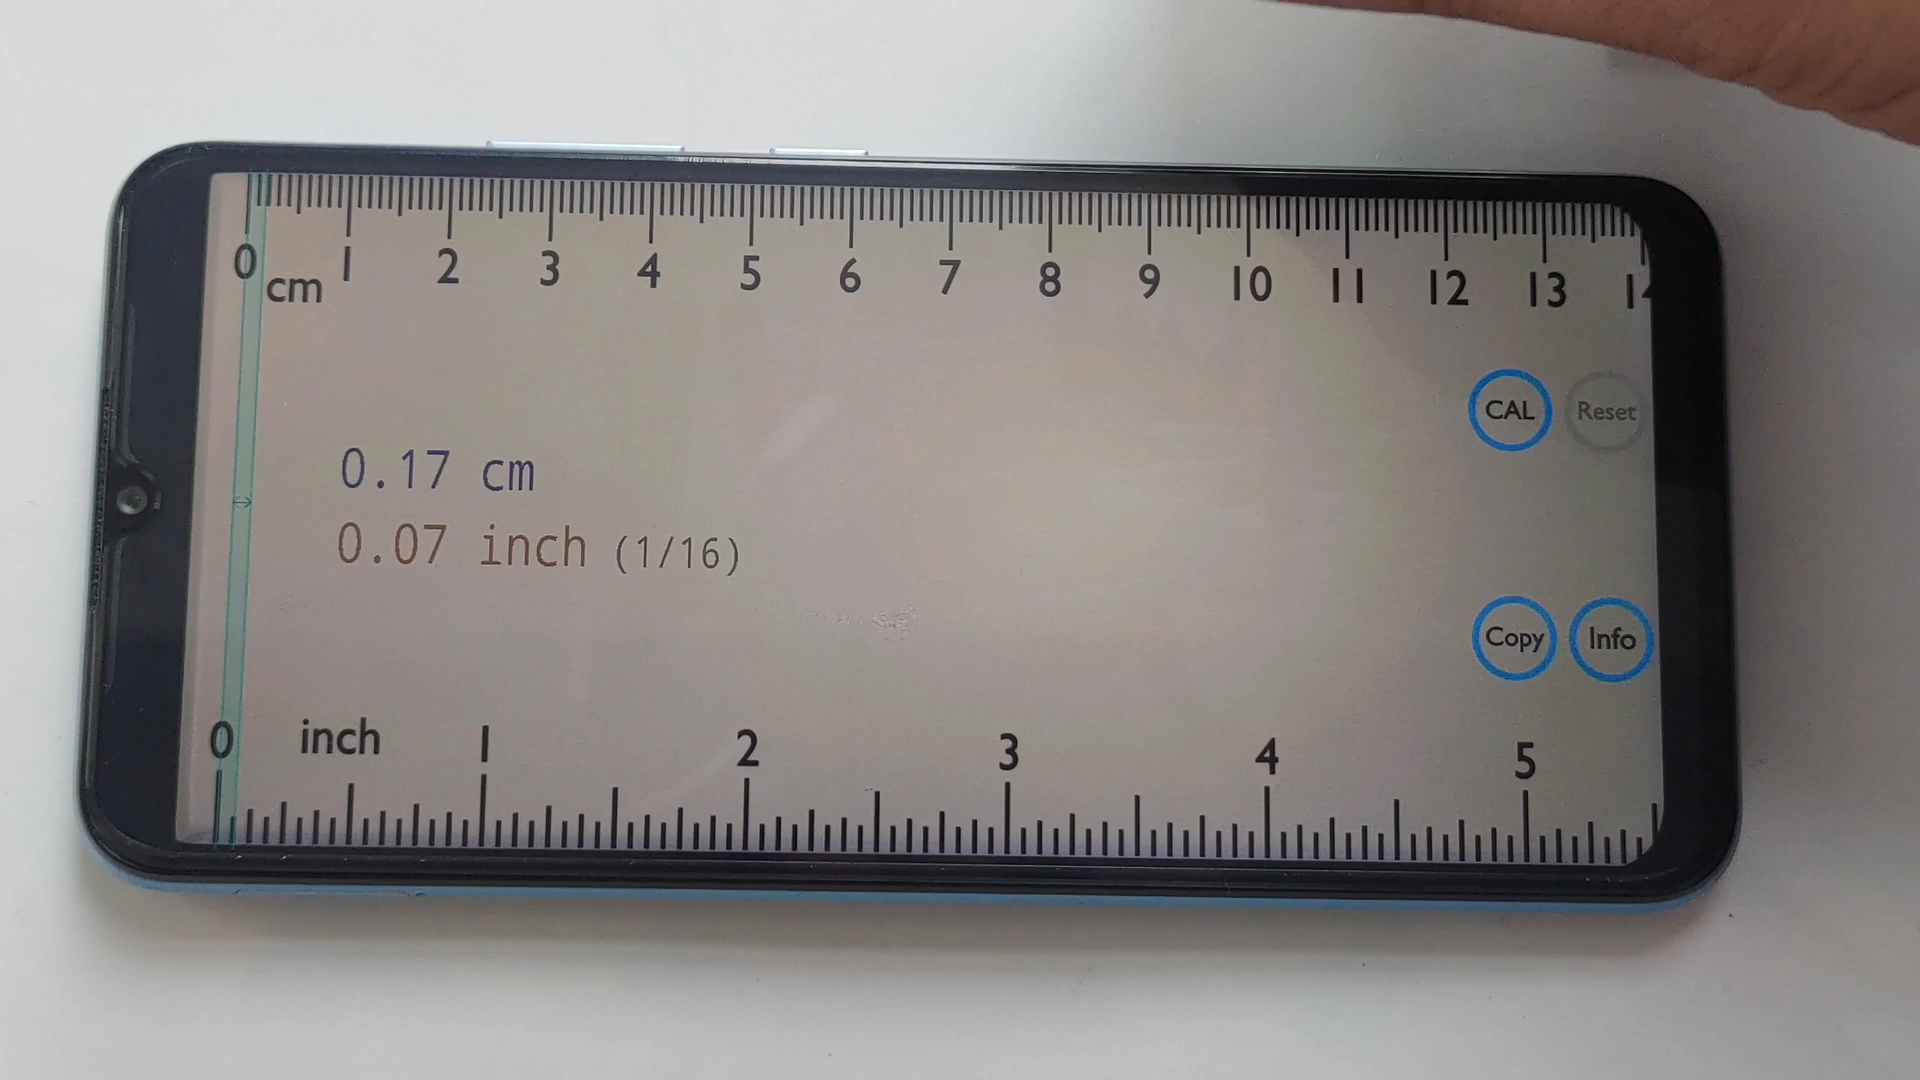 0 1 2 3 4 5 6 7 8 9 10 11 12 13 14
cm
CAL Reset
0.17 cm
0.07 inch (1/16)
Copy Info
0 inch 1 2 3 4 5